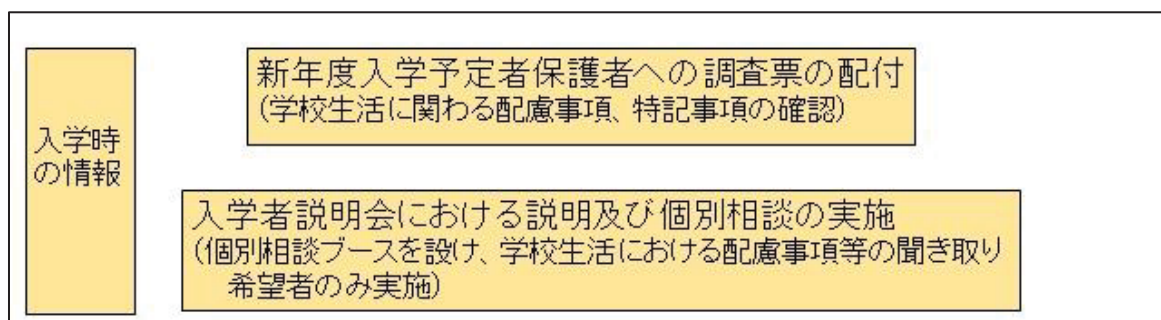 入学時
の情報
新年度入学予定者保護者への調査票の配付
(学校生活に関わる配慮事項、特記事項の確認)
入学者説明会における説明及び個別相談の実施
(個別相談ブースを設け、学校生活における配慮事項等の聞き取り
希望者のみ実施)